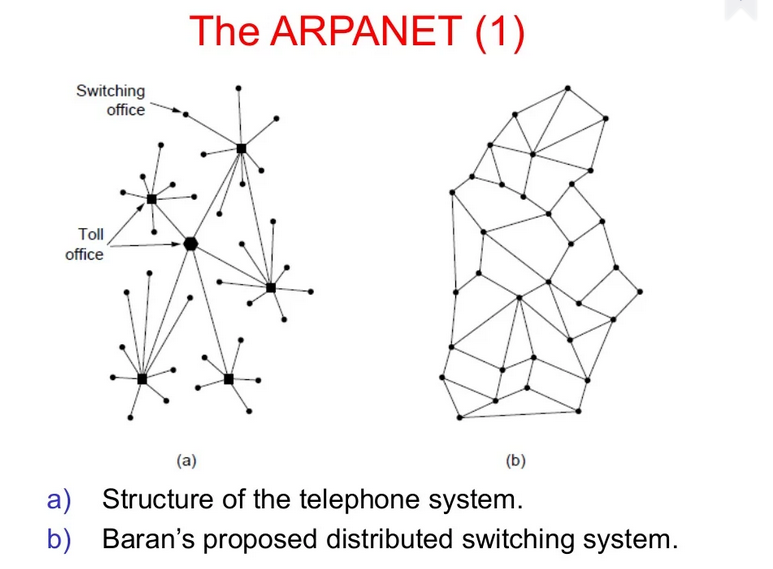 The ARPANET (1)
Switching
office
Toll
office
(a)
(b)
a) Structure of the telephone system.
b) Baran’s proposed distributed switching system.